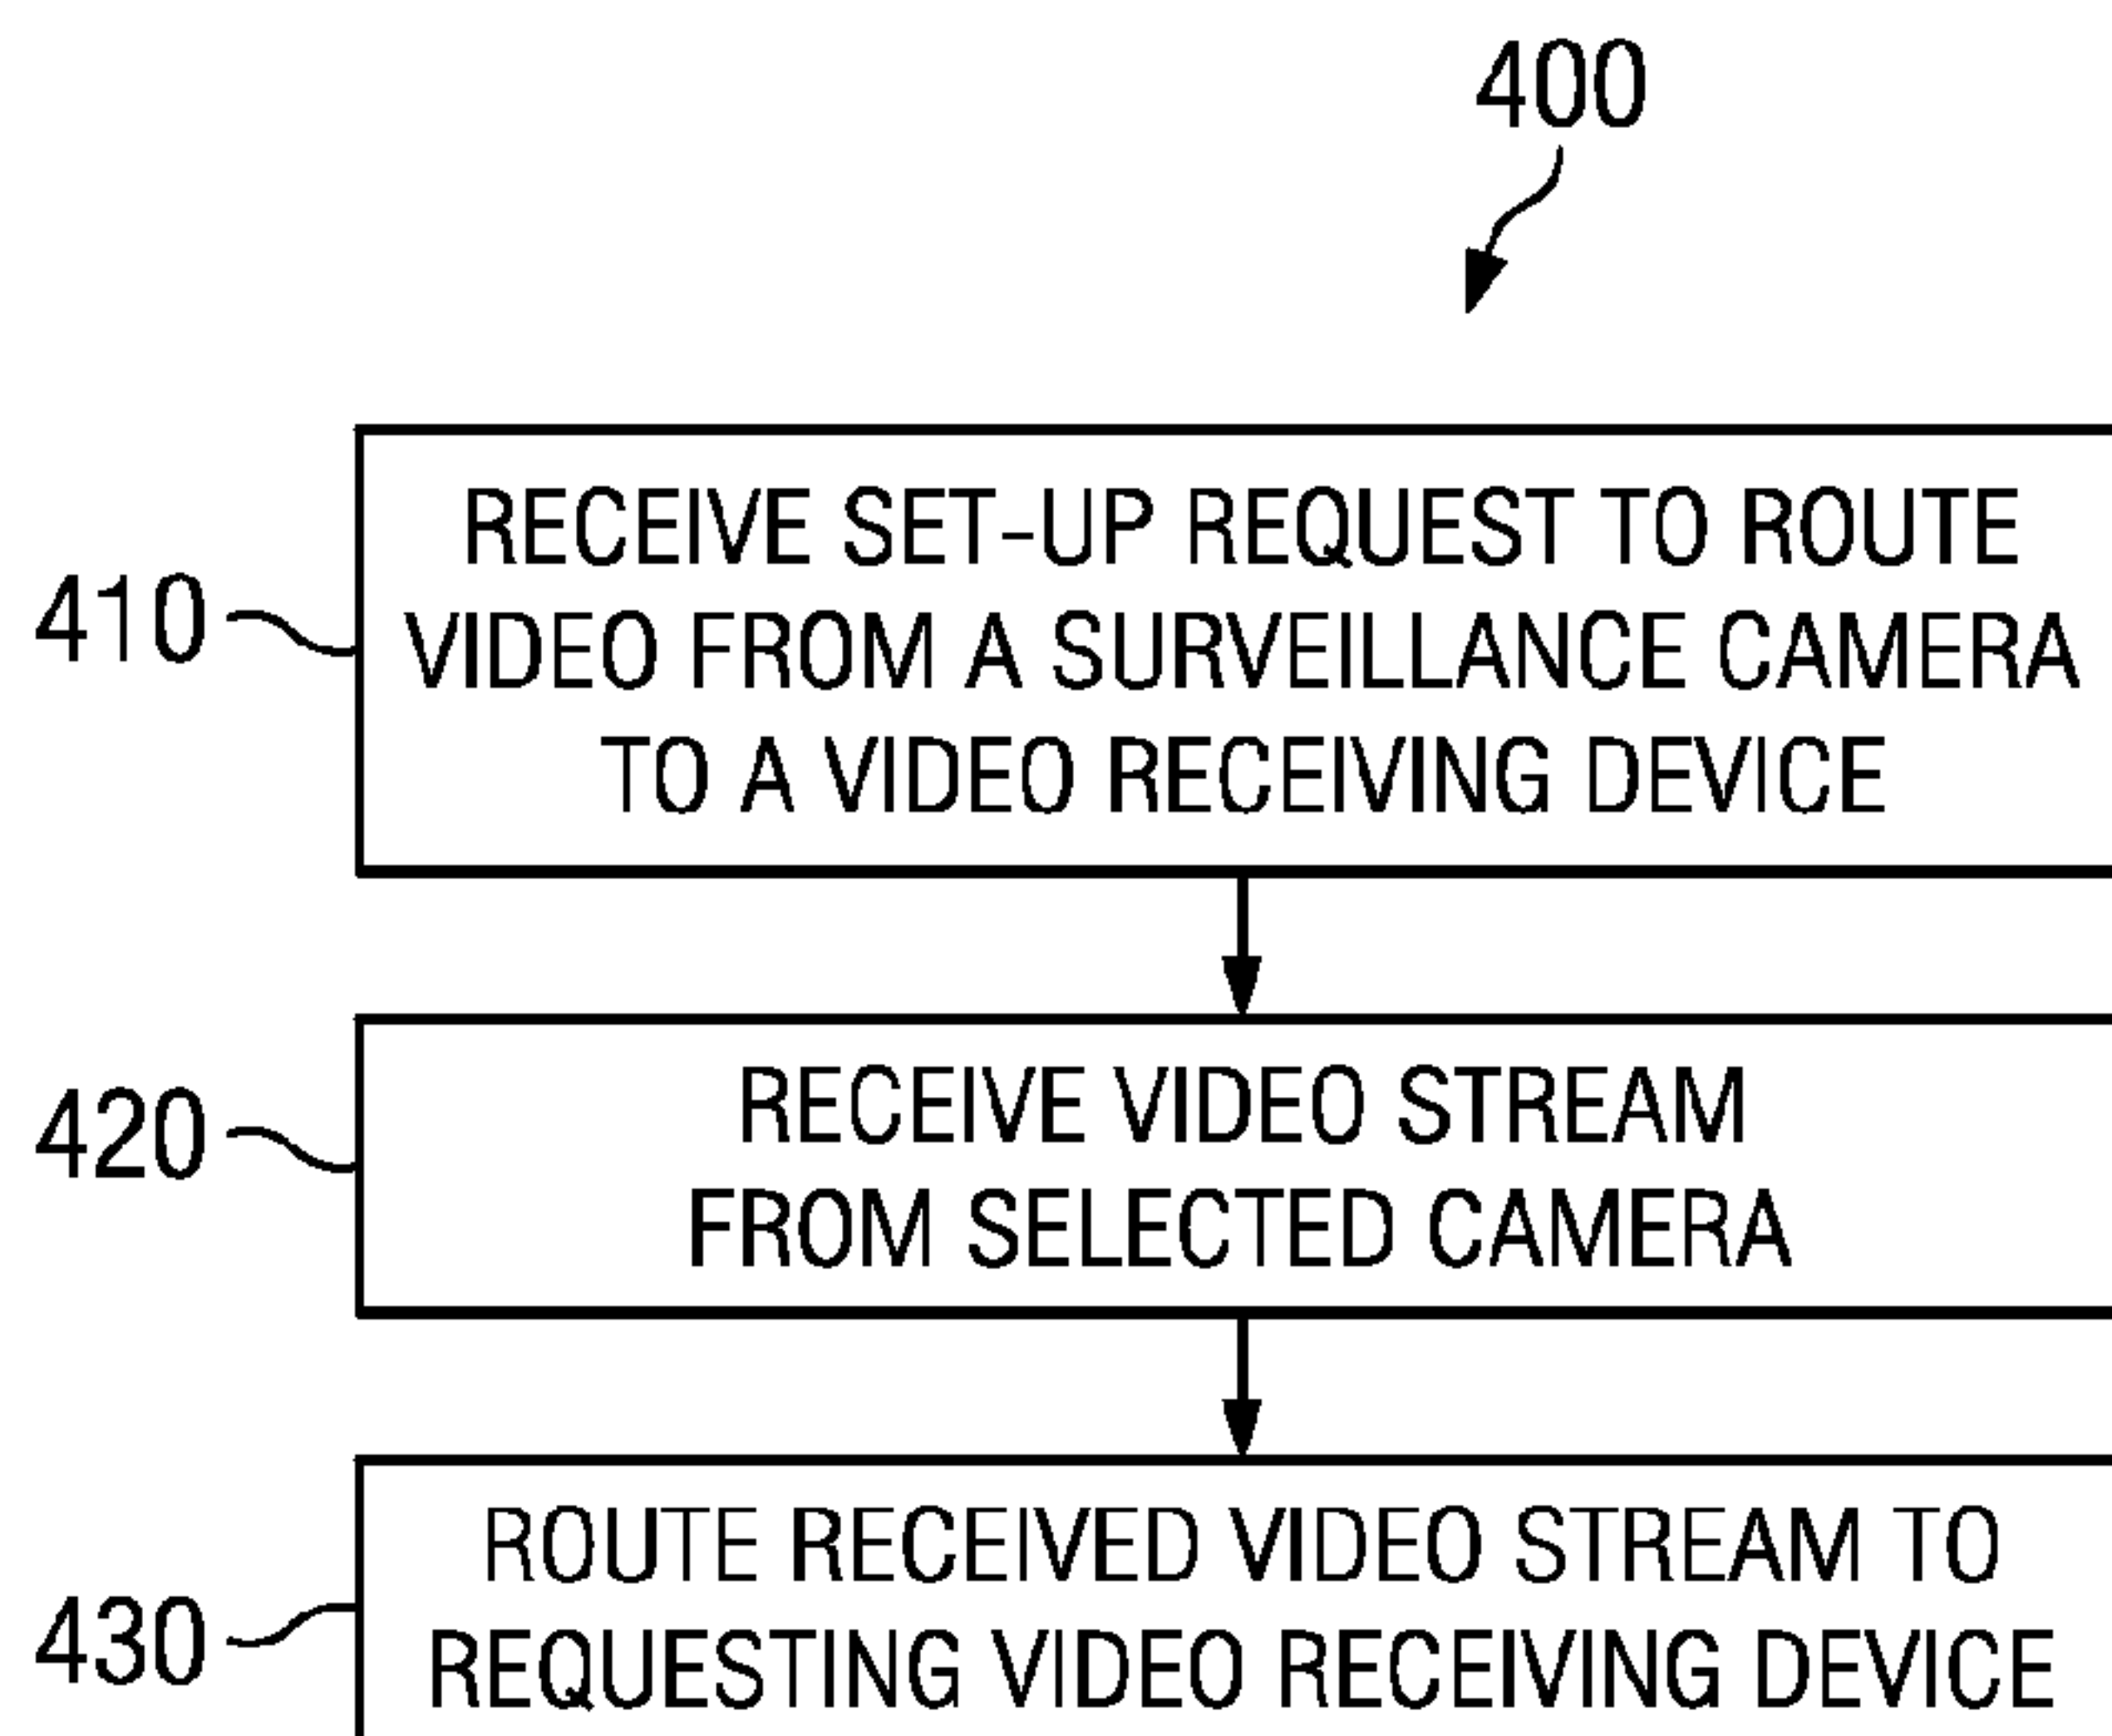 400
410
RECEIVE SET-UP REQUEST TO ROUTE
VIDEO FROM A SURVEILLANCE CAMERA
TO A VIDEO RECEIVING DEVICE
420
RECEIVE VIDEO STREAM
FROM SELECTED CAMERA
430
ROUTE RECEIVED VIDEO STREAM TO
REQUESTING VIDEO RECEIVING DEVICE